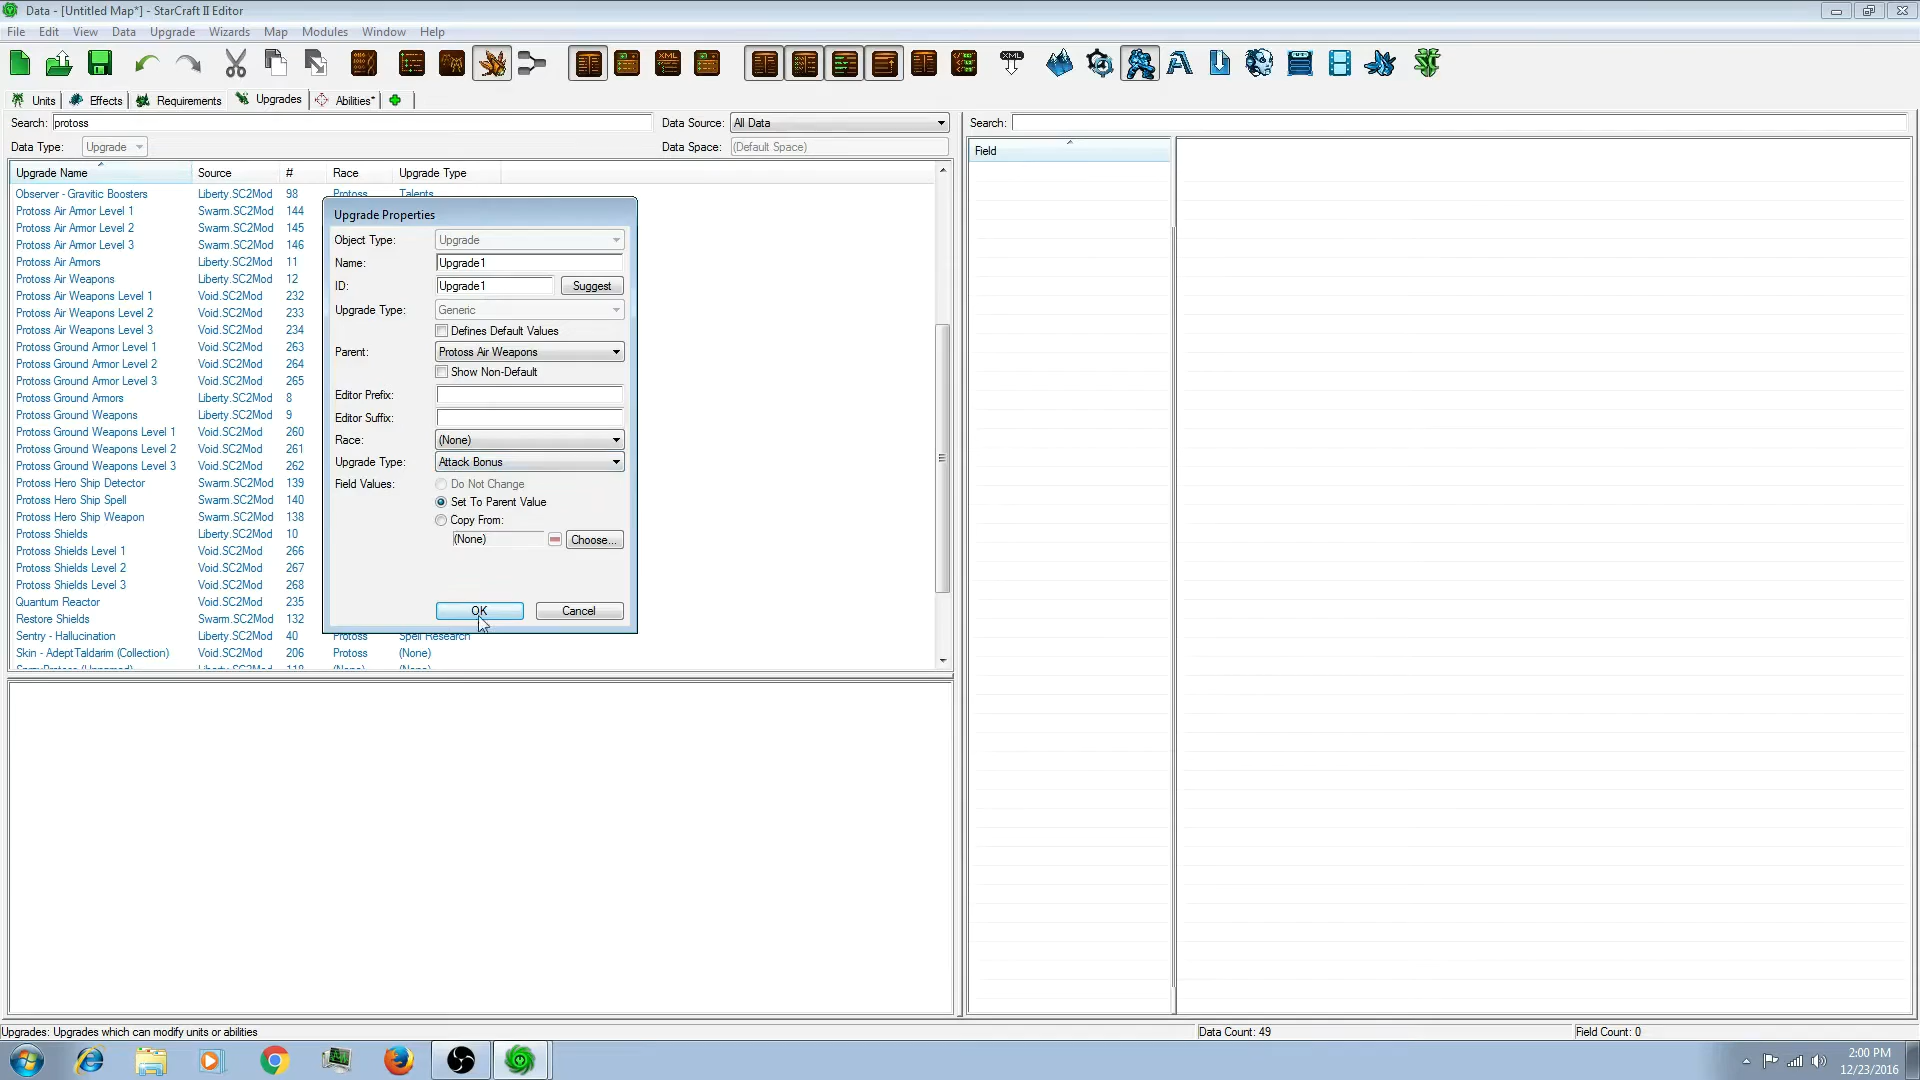 Data - [Untitled Map*] - StarCraft II Editor
File Edit View Data Upgrade Wizards Map Modules Window Help
Units Effects Requirements Upgrades Abilities*
Search: protoss Data Source: All Data
Data Type: Upgrade Data Space: (Default Space)
Upgrade Name Source # Race Upgrade Type
Observer - Gravitic Boosters Liberty.SC2Mod 98 Protoss Talents
Protoss Air Armor Level 1 Swarm.SC2Mod 144
Protoss Air Armor Level 2 Swarm.SC2Mod 145
Protoss Air Armor Level 3 Swarm.SC2Mod 146
Protoss Air Armors Liberty.SC2Mod 11
Protoss Air Weapons Liberty.SC2Mod 12
Protoss Air Weapons Level 1 Void.SC2Mod 232
Protoss Air Weapons Level 2 Void.SC2Mod 233
Protoss Air Weapons Level 3 Void.SC2Mod 234
Protoss Ground Armor Level 1 Void.SC2Mod 263
Protoss Ground Armor Level 2 Void.SC2Mod 264
Protoss Ground Armor Level 3 Void.SC2Mod 265
Protoss Ground Armors Liberty.SC2Mod 8
Protoss Ground Weapons Liberty.SC2Mod 9
Protoss Ground Weapons Level 1 Void.SC2Mod 260
Protoss Ground Weapons Level 2 Void.SC2Mod 261
Protoss Ground Weapons Level 3 Void.SC2Mod 262
Protoss Hero Ship Detector Swarm.SC2Mod 139
Protoss Hero Ship Spell Swarm.SC2Mod 140
Protoss Hero Ship Weapon Swarm.SC2Mod 138
Protoss Shields Liberty.SC2Mod 10
Protoss Shields Level 1 Void.SC2Mod 266
Protoss Shields Level 2 Void.SC2Mod 267
Protoss Shields Level 3 Void.SC2Mod 268
Quantum Reactor Void.SC2Mod 235
Restore Shields Swarm.SC2Mod 132
Sentry - Hallucination Liberty.SC2Mod 40 Protoss Spell Research
Skin - AdeptTaldarim (Collection) Void.SC2Mod 206 Protoss (None)
Upgrade Properties
Object Type: Upgrade
Name: Upgrade1
ID: Upgrade1 Suggest
Upgrade Type: Generic
Defines Default Values
Parent: Protoss Air Weapons
Show Non-Default
Editor Prefix:
Editor Suffix:
Race: (None)
Upgrade Type: Attack Bonus
Field Values: Do Not Change
Set To Parent Value
Copy From:
(None) Choose...
OK Cancel
Search:
Field
Upgrades: Upgrades which can modify units or abilities Data Count: 49 Field Count: 0
2:00 PM
12/23/2016